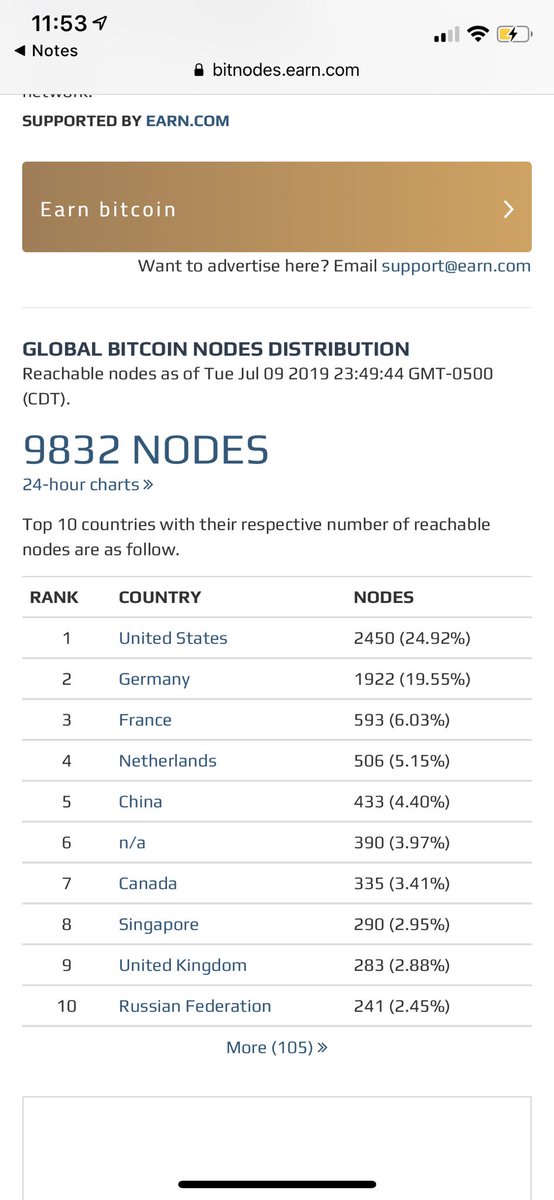 11:53
◀ Notes
bitnodes.earn.com
network.
SUPPORTED BY EARN.COM
Earn bitcoin
Want to advertise here? Email support@earn.com
GLOBAL BITCOIN NODES DISTRIBUTION
Reachable nodes as of Tue Jul 09 2019 23:49:44 GMT-0500
(CDT).
9832 NODES
24-hour charts »
Top 10 countries with their respective number of reachable
nodes are as follow.
RANK COUNTRY NODES
1 United States 2450 (24.92%)
2 Germany 1922 (19.55%)
3 France 593 (6.03%)
4 Netherlands 506 (5.15%)
5 China 433 (4.40%)
6 n/a 390 (3.97%)
7 Canada 335 (3.41%)
8 Singapore 290 (2.95%)
9 United Kingdom 283 (2.88%)
10 Russian Federation 241 (2.45%)
More (105) »